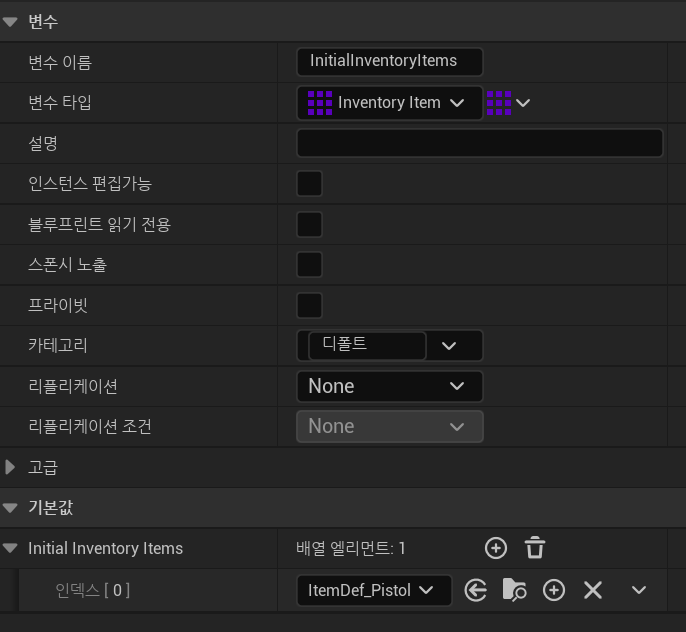 변수
변수 이름
InitialInventoryItems
변수 타입
Inventory Item
설명
인스턴스 편집가능
블루프린트 읽기 전용
스폰시 노출
프라이빗
카테고리
디폴트
리플리케이션
None
리플리케이션 조건
None
고급
기본값
Initial Inventory Items
배열 엘리먼트: 1
인덱스 [ 0 ]
ItemDef_Pistol